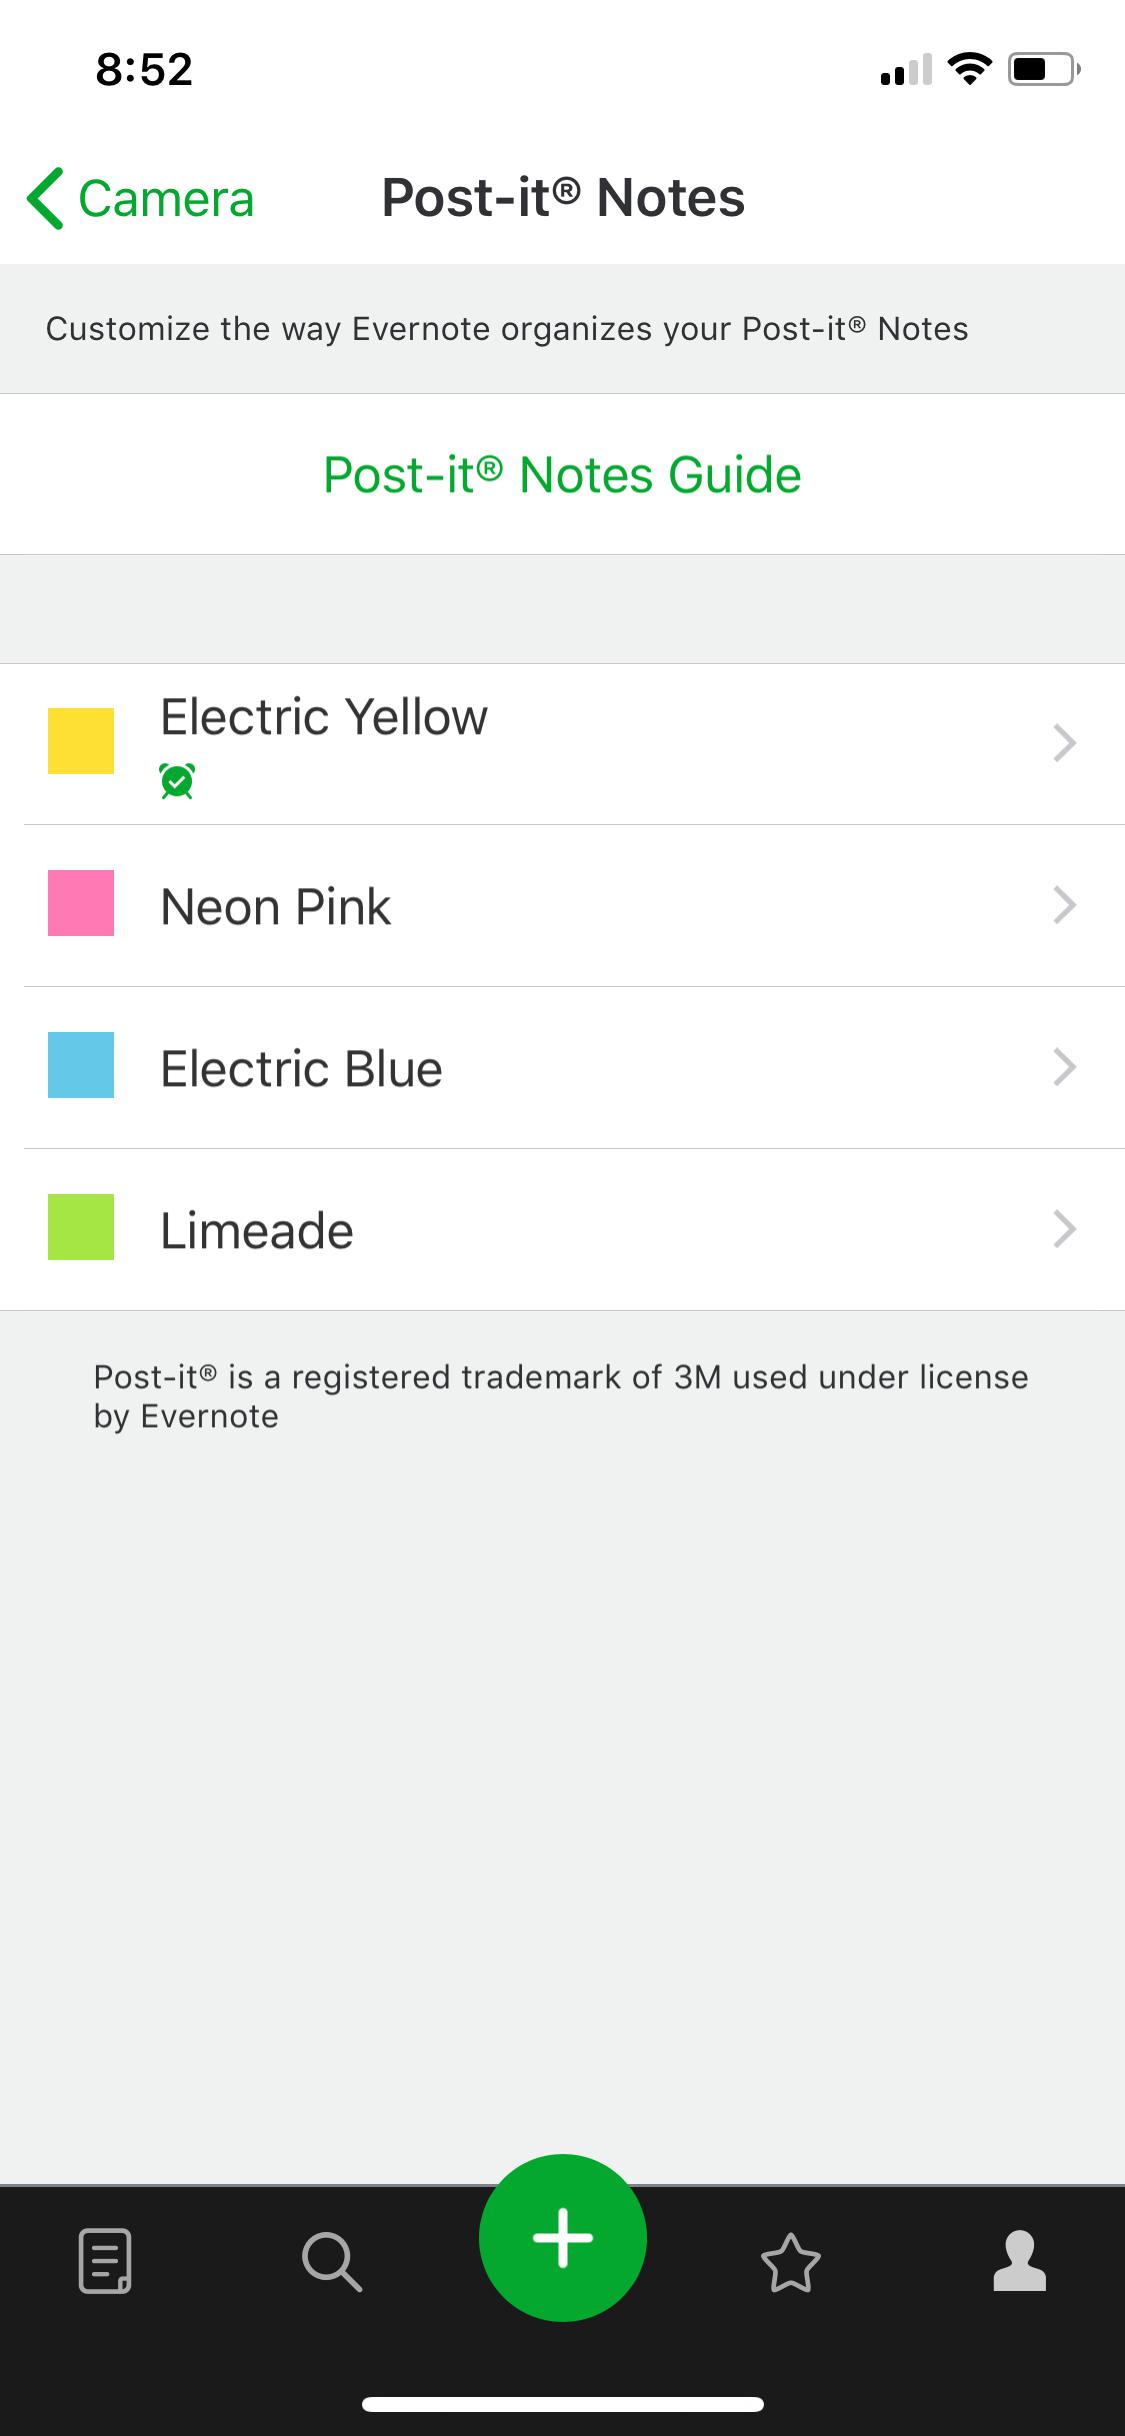 8:52
Camera
Post-it® Notes
Customize the way Evernote organizes your Post-it® Notes
Post-it® Notes Guide
Electric Yellow
Neon Pink
Electric Blue
Limeade
Post-it® is a registered trademark of 3M used under license
by Evernote